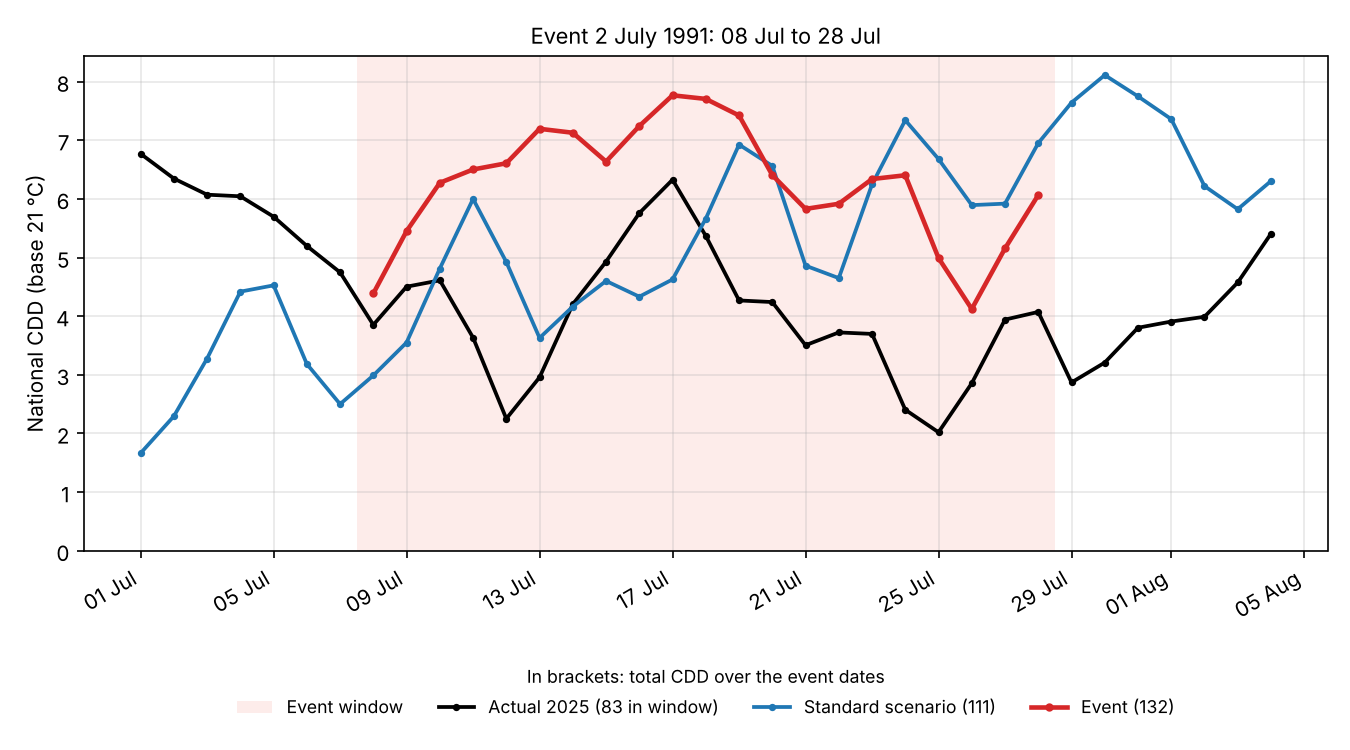 Event 2 July 1991: 08 Jul to 28 Jul
National CDD (base 21 °C)
8
7
6
5
4
3
2
1
0
01 Jul
05 Jul
09 Jul
13 Jul
17 Jul
21 Jul
25 Jul
29 Jul
01 Aug
05 Aug
In brackets: total CDD over the event dates
Event window
Actual 2025 (83 in window)
Standard scenario (111)
Event (132)